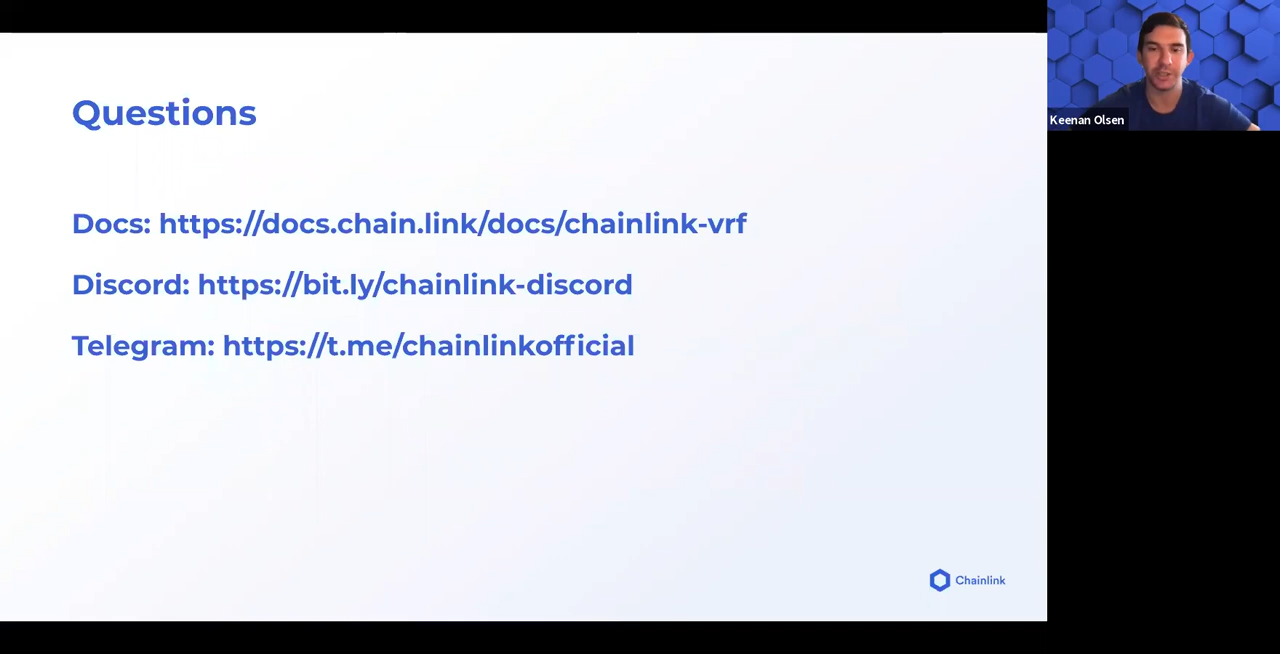 Questions
Docs: https://docs.chain.link/docs/chainlink-vrf
Discord: https://bit.ly/chainlink-discord
Telegram: https://t.me/chainlinkofficial
Chainlink
Keenan Olsen